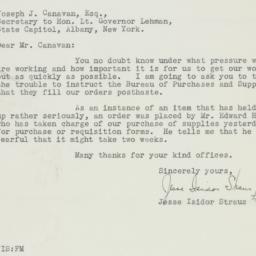 Joseph J. Canavan, Esq.,
Secretary to Hon. Lt. Governor Lehman,
State Capitol, Albany, New York.
Dear Mr. Canavan:
You no doubt know under what pressure w
are working and how important it is for us to get our wor
out as quickly as possible. I am going to ask you to t
the trouble to instruct the Bureau of Purchases and Supp
that they fill our orders posthaste.
As an instance of an item that has held
up rather seriously, an order was placed by Mr. Edward H
who has taken charge of our purchase of supplies yesterd
for purchase or requisition forms. He tells me that he
fearful that it might take two weeks.
Many thanks for your kind offices.
Sincerely yours,
Jesse Isidor Straus
Jesse Isidor Straus
JIS:FM